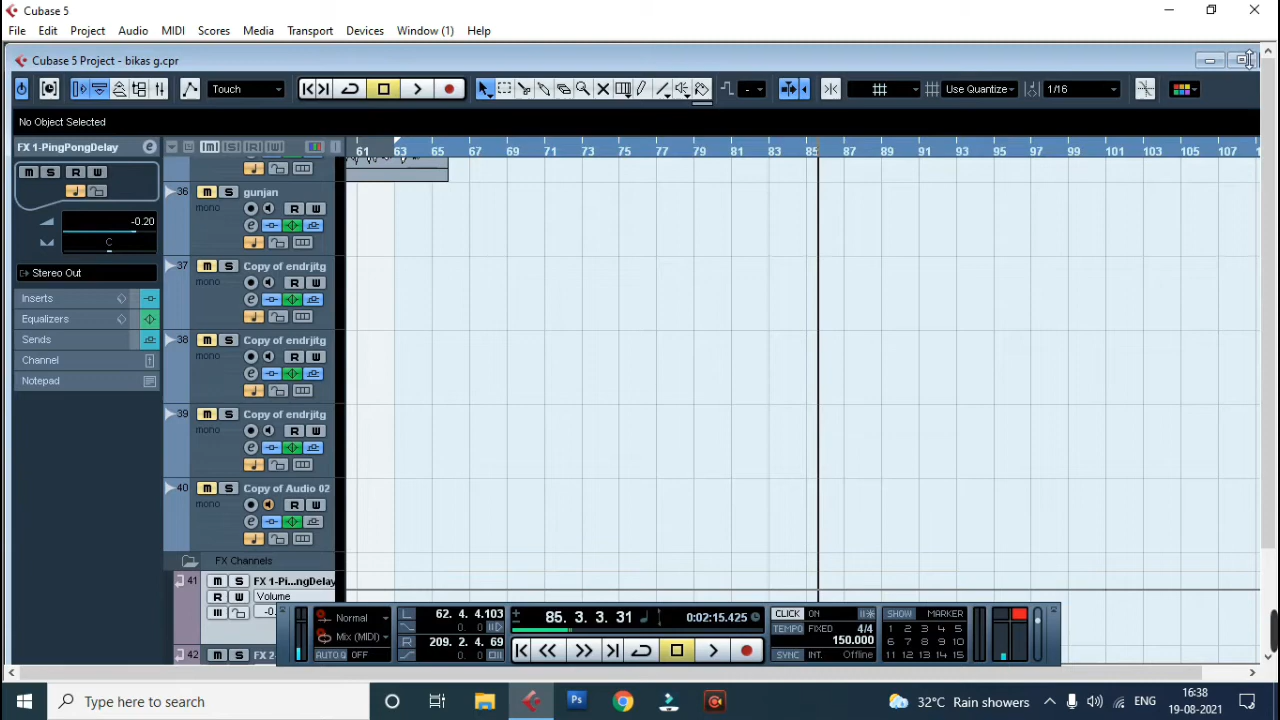 Cubase 5
File Edit Project Audio MIDI Scores Media Transport Devices Window (1) Help
Cubase 5 Project - bikas g.cpr
Touch - Use Quantize 1/16
No Object Selected
FX 1-PingPongDelay
[M] [S] [R] [W]
61 63 65 67 69 71 73 75 77 79 81 83 85 87 89 91 93 95 97 99 101 103 105 107
M S R W
-0.20
C
Stereo Out
Inserts
Equalizers
Sends
Channel
Notepad
36 M S gunjan
mono R W
37 M S Copy of endrjitg
mono R W
38 M S Copy of endrjitg
mono R W
39 M S Copy of endrjitg
mono R W
40 M S Copy of Audio 02
mono R W
FX Channels
41 M S FX 1-Pi...ngDelay
R W Volume
42 M S FX 2-
Normal
Mix (MIDI)
AUTO Q OFF
L 62. 4. 4.103
0. 0
R 209. 2. 4. 69
0. 0
85. 3. 3. 31 0:02:15.425
CLICK ON
TEMPO FIXED 4/4
150.000
SYNC INT. Offline
SHOW MARKER
1 2 3 4 5
6 7 8 9 10
11 12 13 14 15
Type here to search
32°C Rain showers
ENG
16:38
19-08-2021